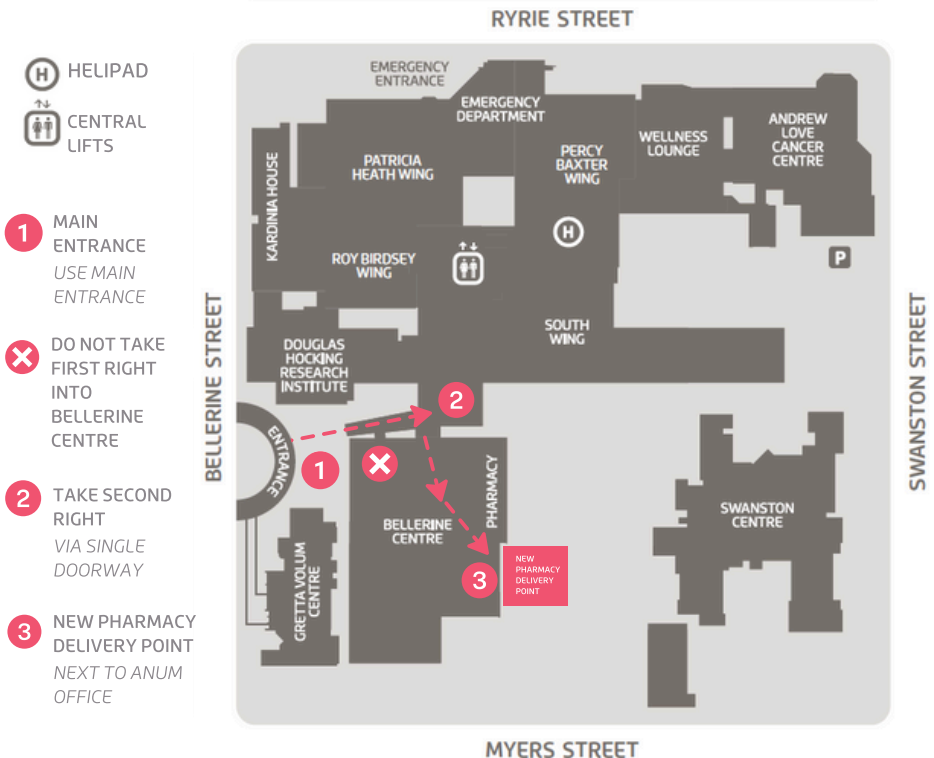 RYRIE STREET
H
HELIPAD
CENTRAL
LIFTS
1
MAIN
ENTRANCE
USE MAIN
ENTRANCE
DO NOT TAKE
FIRST RIGHT
INTO
BELLERINE
CENTRE
2
TAKE SECOND
RIGHT
VIA SINGLE
DOORWAY
3
NEW PHARMACY
DELIVERY POINT
NEXT TO ANUM
OFFICE
BELLERINE STREET
EMERGENCY
ENTRANCE
EMERGENCY
DEPARTMENT
PATRICIA
HEATH WING
PERCY
BAXTER
WING
WELLNESS
LOUNGE
ANDREW
LOVE
CANCER
CENTRE
KARDINIA HOUSE
H
ROY BIRDSEY
WING
P
SOUTH
WING
DOUGLAS
HOCKING
RESEARCH
INSTITUTE
2
ENTRANCE
1
PHARMACY
BELLERINE
CENTRE
SWANSTON
CENTRE
GRETTA VOLUM
CENTRE
3
NEW
PHARMACY
DELIVERY
POINT
SWANSTON STREET
MYERS STREET